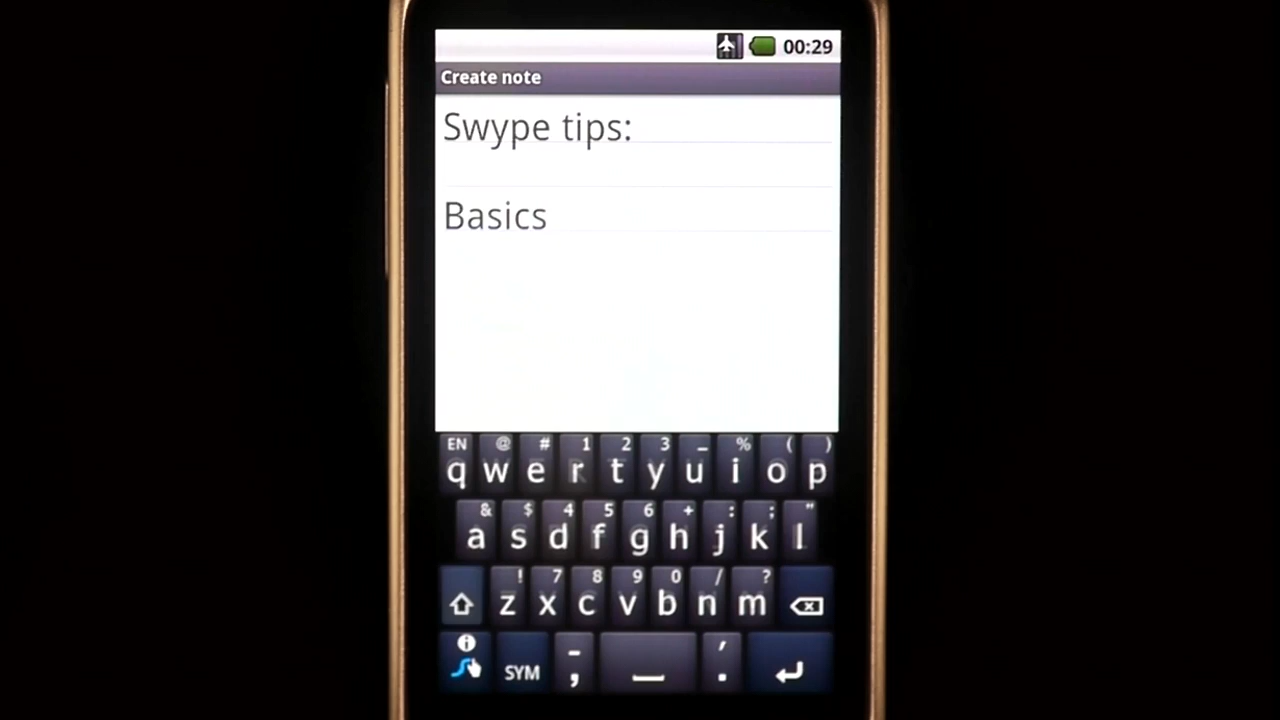 00:29
Create note
Swype tips:
Basics
EN @ # 1 2 3 _ % ( )
q w e r t y u i o p
& $ 4 5 6 + : ; "
a s d f g h j k l
! 7 8 9 0 / ?
z x c v b n m
i - '
SYM , .